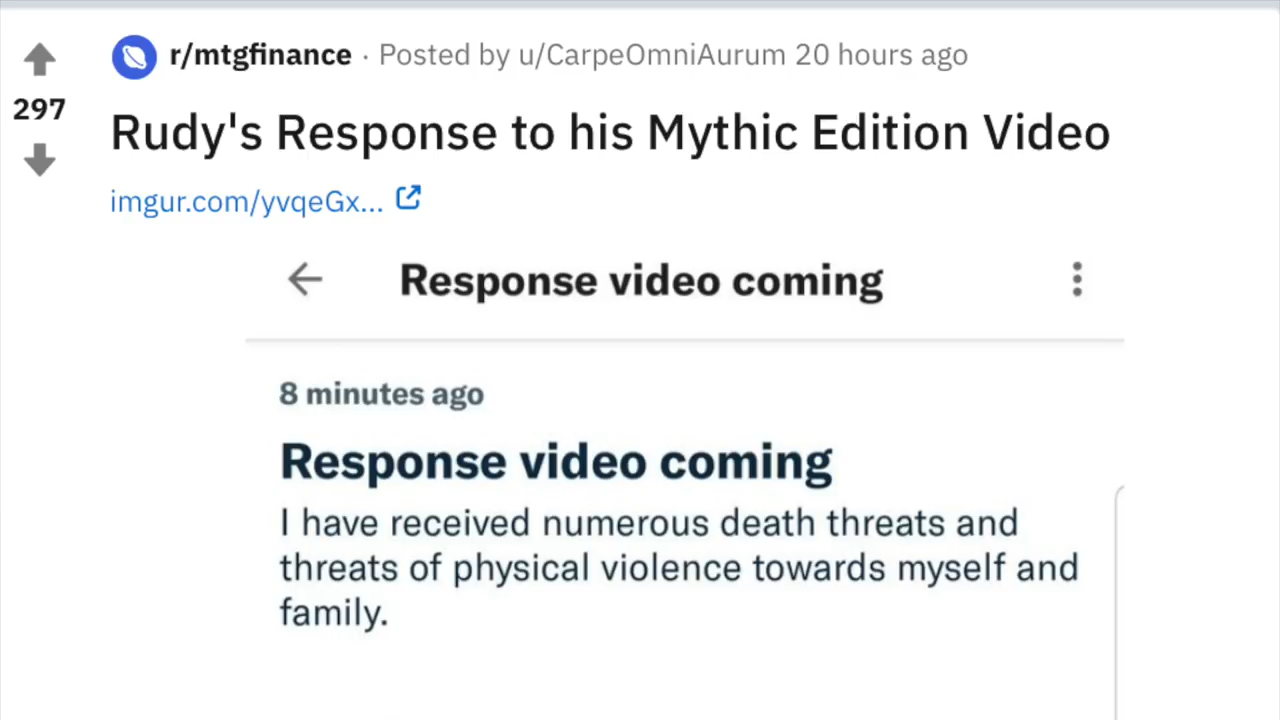 r/mtgfinance · Posted by u/CarpeOmniAurum 20 hours ago
297
Rudy's Response to his Mythic Edition Video
imgur.com/yvqeGx...
Response video coming
8 minutes ago
Response video coming
I have received numerous death threats and
threats of physical violence towards myself and
family.